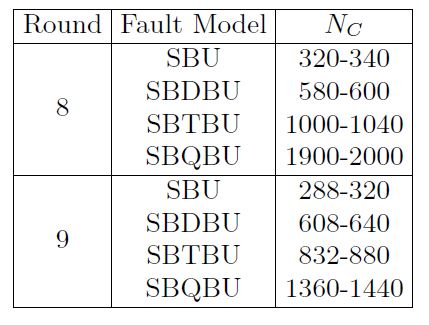 Round Fault Model N_C
8
SBU 320-340
SBDBU 580-600
SBTBU 1000-1040
SBQBU 1900-2000
9
SBU 288-320
SBDBU 608-640
SBTBU 832-880
SBQBU 1360-1440